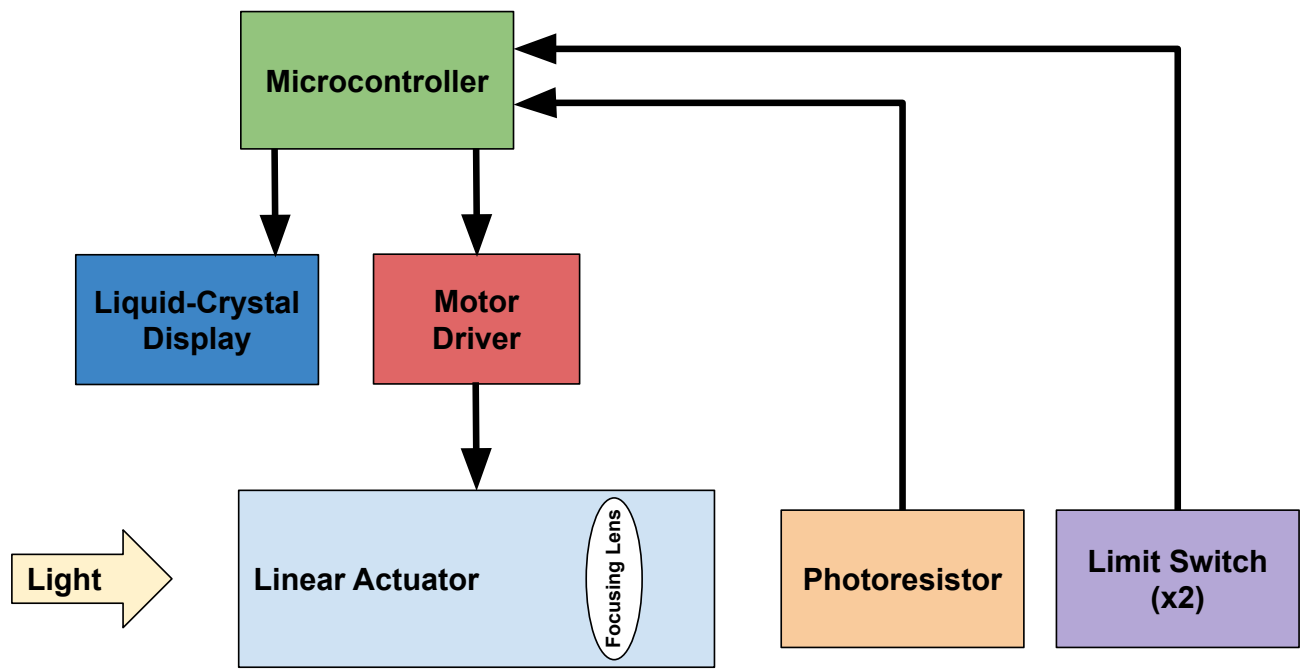 Microcontroller
Liquid-Crystal
Display
Motor
Driver
Light
Linear Actuator
Focusing Lens
Photoresistor
Limit Switch
(x2)